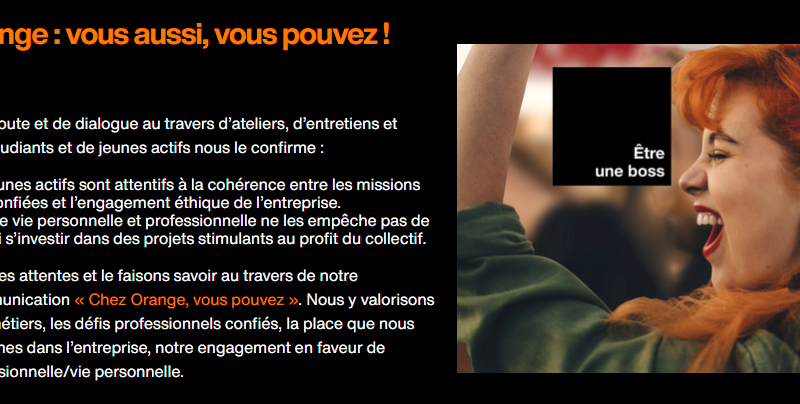 nge : vous aussi, vous pouvez !
oute et de dialogue au travers d’ateliers, d’entretiens et
udiants et de jeunes actifs nous le confirme :
unes actifs sont attentifs à la cohérence entre les missions
onfiées et l’engagement éthique de l’entreprise.
e vie personnelle et professionnelle ne les empêche pas de
i s’investir dans des projets stimulants au profit du collectif.
es attentes et le faisons savoir au travers de notre
munication « Chez Orange, vous pouvez ». Nous y valorisons
étiers, les défis professionnels confiés, la place que nous
nes dans l’entreprise, notre engagement en faveur de
sionnelle/vie personnelle.
Être
une boss